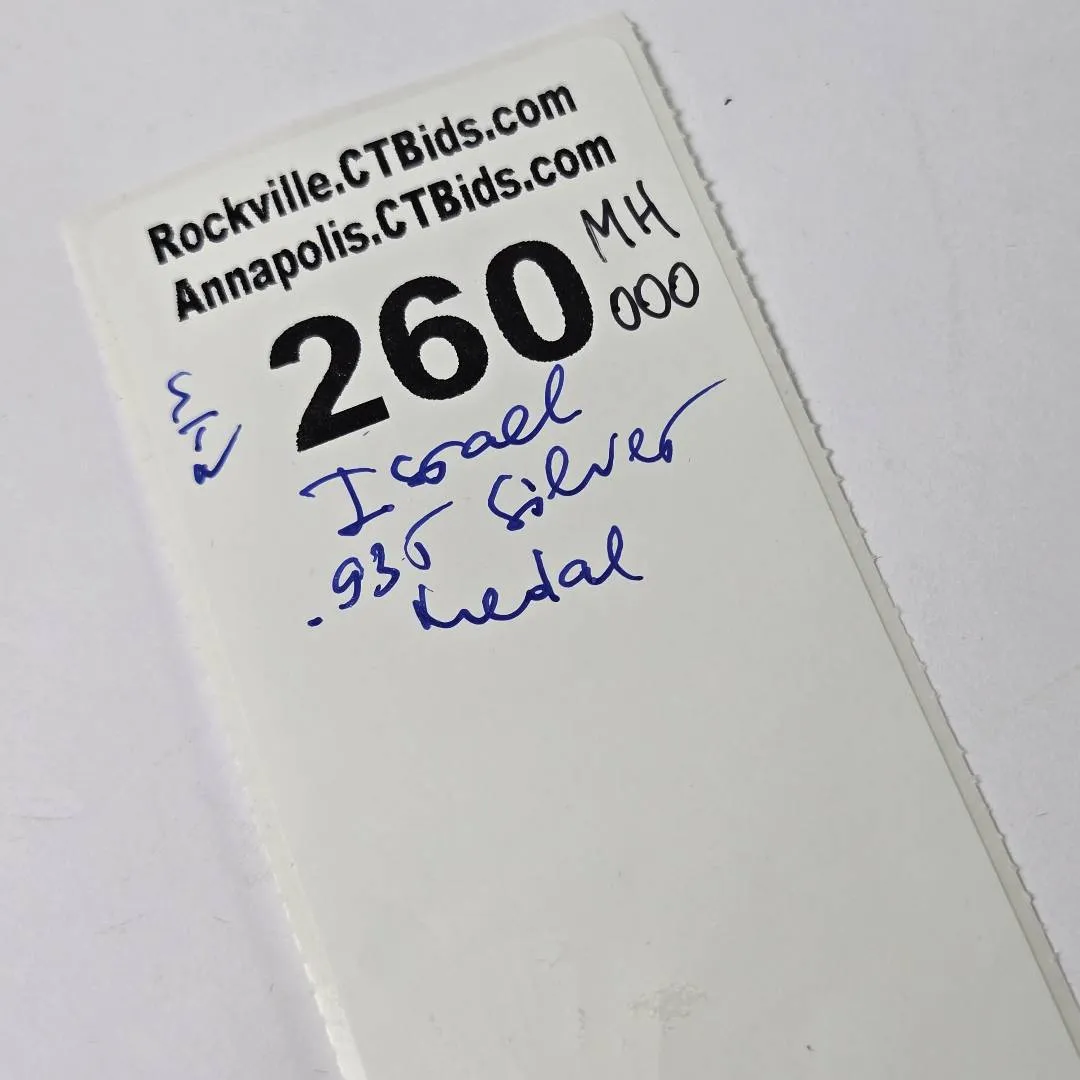 Rockville.CTBids.com
Annapolis.CTBids.com
260
MH
000
Israel
.935 Silver
Medal